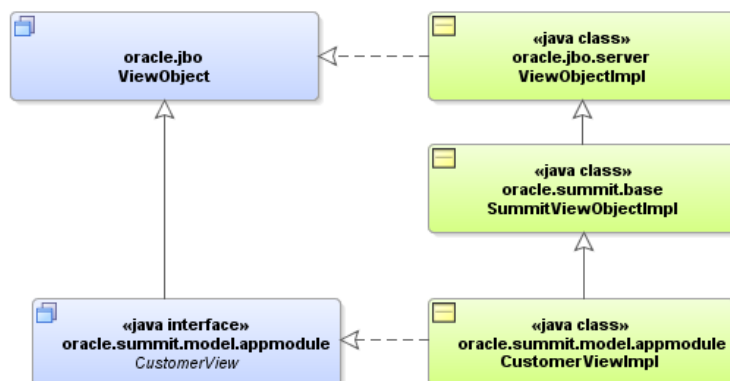 oracle.jbo
ViewObject
«java class»
oracle.jbo.server
ViewObjectImpl
«java class»
oracle.summit.base
SummitViewObjectImpl
«java interface»
oracle.summit.model.appmodule
CustomerView
«java class»
oracle.summit.model.appmodule
CustomerViewImpl